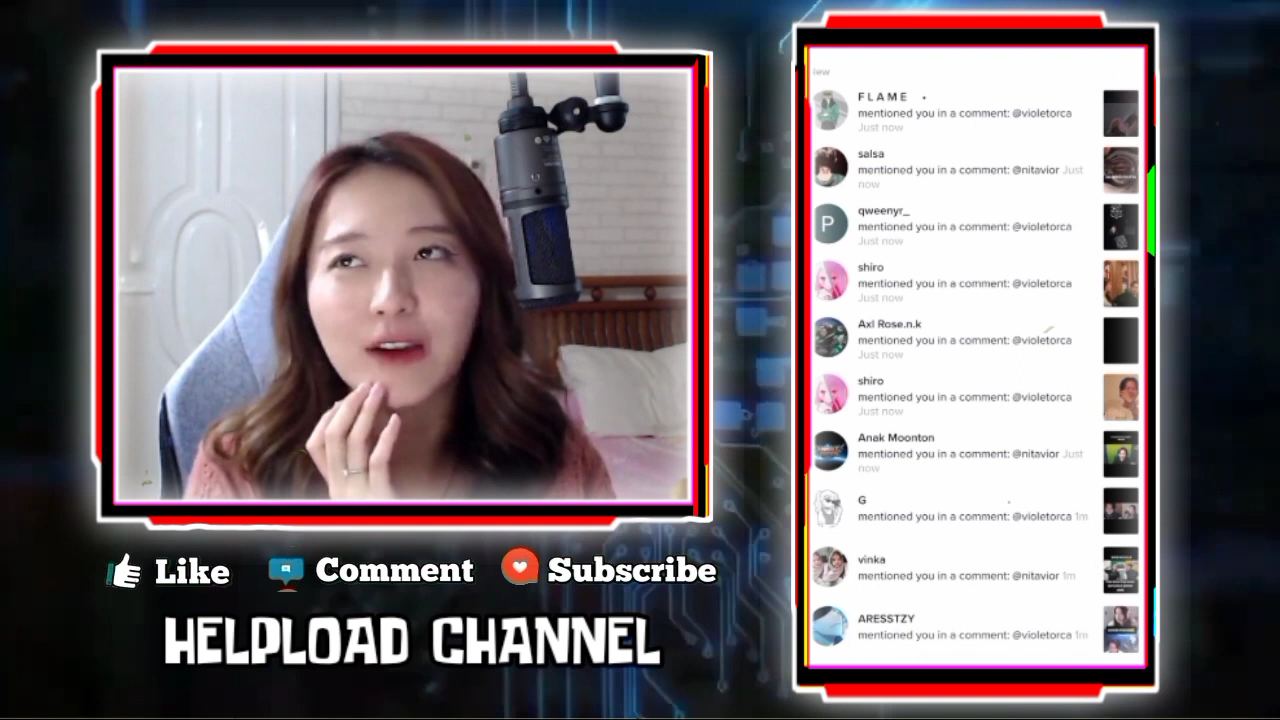 Like
Comment
Subscribe
HELPLOAD CHANNEL
iew
FLAME
mentioned you in a comment: @violetorca
Just now
salsa
mentioned you in a comment: @nitavior Just
now
P
qweenyr_
mentioned you in a comment: @violetorca
Just now
shiro
mentioned you in a comment: @violetorca
Just now
Axl Rose.n.k
mentioned you in a comment: @violetorca
Just now
shiro
mentioned you in a comment: @violetorca
Just now
Anak Moonton
mentioned you in a comment: @nitavior Just
now
G
mentioned you in a comment: @violetorca 1m
vinka
mentioned you in a comment: @nitavior 1m
ARESSTZY
mentioned you in a comment: @violetorca 1m